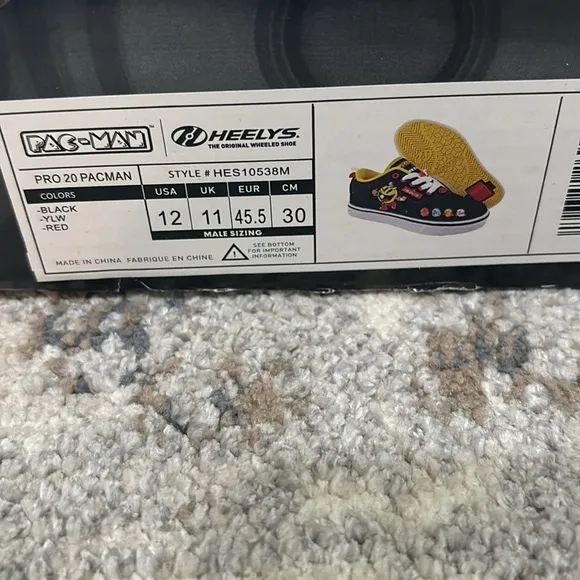 PAC-MAN HEELYS.
THE ORIGINAL WHEELED SHOE
PRO 20 PACMAN STYLE # HES10538M
COLORS USA UK EUR CM
-BLACK
-YLW
-RED
12 11 45.5 30
MALE SIZING
MADE IN CHINA FABRIQUE EN CHINE
SEE BOTTOM
FOR IMPORTANT
INFORMATION